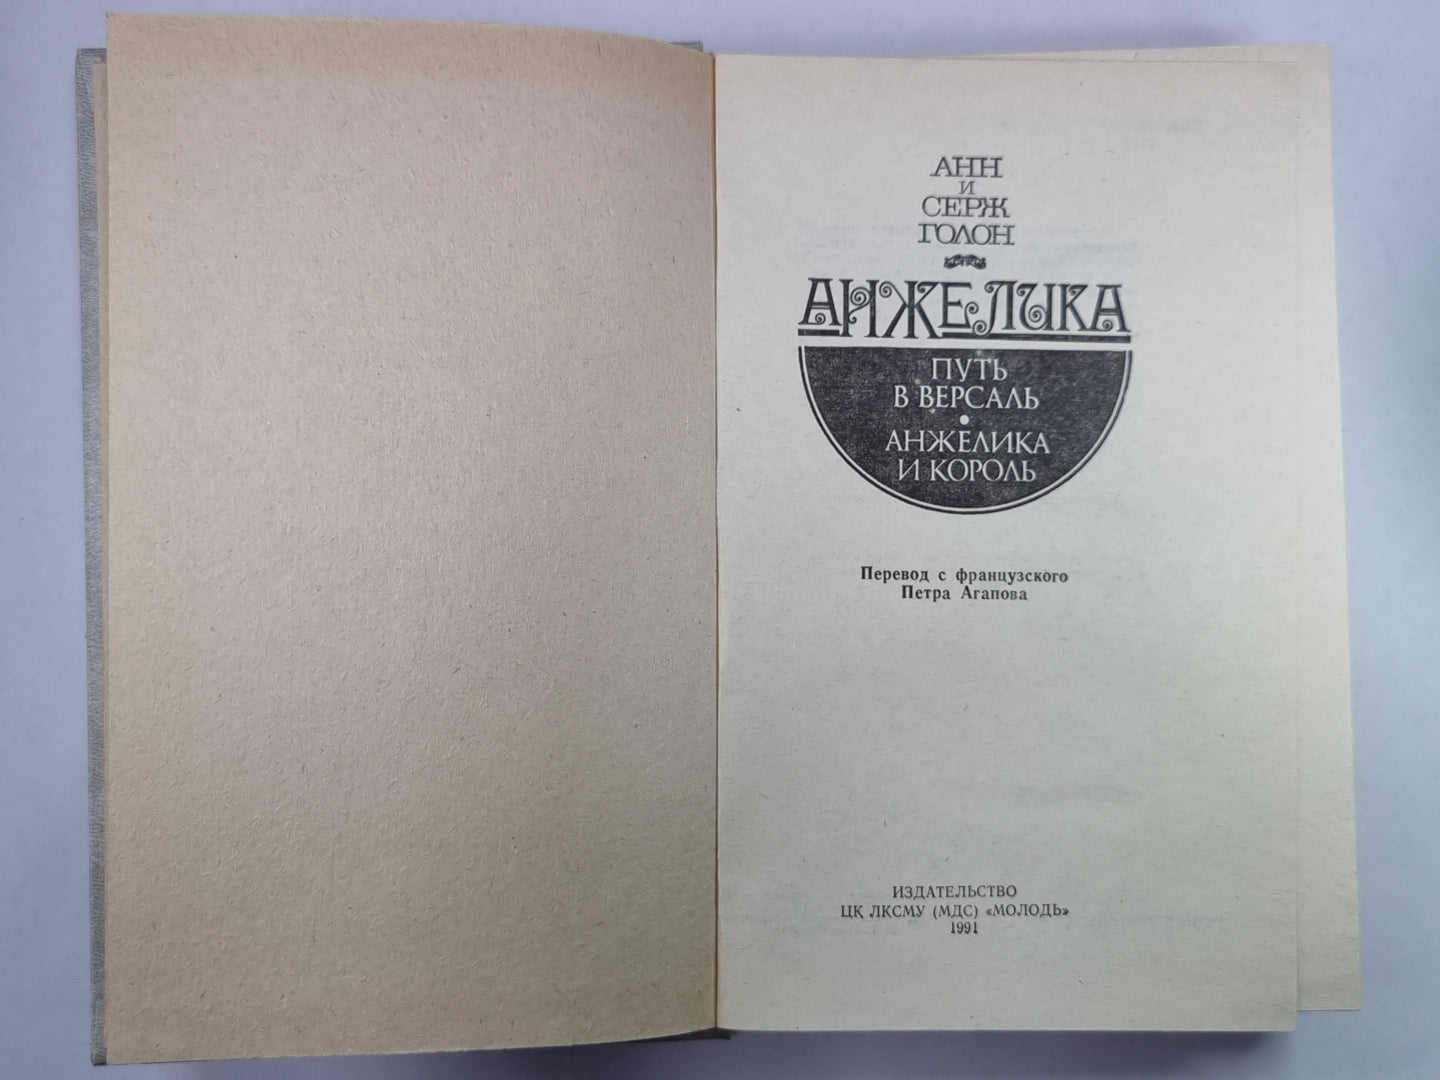 АНН
И
СЕРЖ
ГОЛОН
АНЖЕЛИКА
ПУТЬ
В ВЕРСАЛЬ
•
АНЖЕЛИКА
И КОРОЛЬ
Перевод с французского
Петра Агапова
ИЗДАТЕЛЬСТВО
ЦК ЛКСМУ (МДС) «МОЛОДЬ»
1991